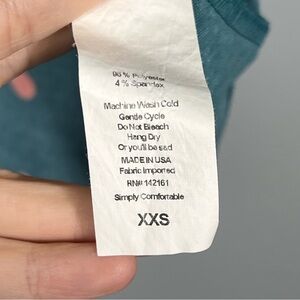 96 % Polyester
4 % Spandex
Machine Wash Cold
Gentle Cycle
Do Not Bleach
Hang Dry
Or you'll be sad
MADE IN USA
Fabric Imported
RN# 142161
Simply Comfortable
XXS